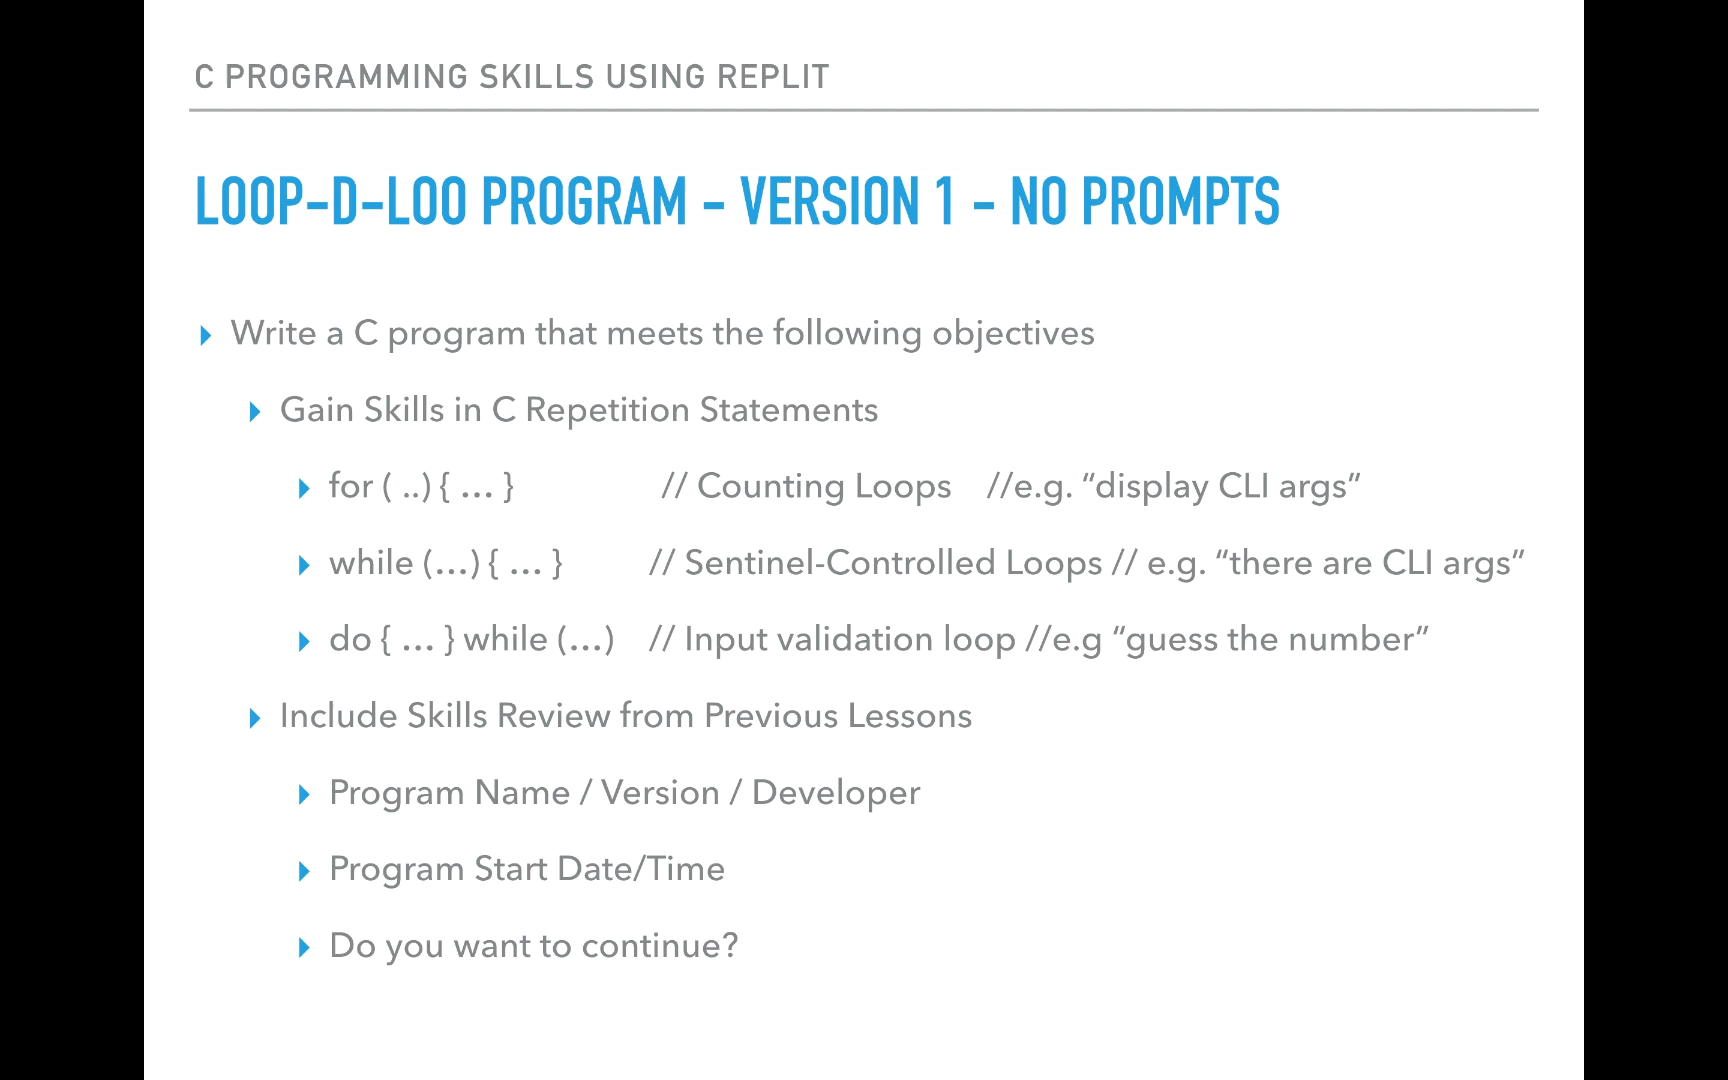 C PROGRAMMING SKILLS USING REPLIT
LOOP-D-LOO PROGRAM - VERSION 1 - NO PROMPTS
Write a C program that meets the following objectives
Gain Skills in C Repetition Statements
for ( ..) { … } // Counting Loops //e.g. “display CLI args”
while (…) { … } // Sentinel-Controlled Loops // e.g. “there are CLI args”
do { … } while (…) // Input validation loop //e.g “guess the number”
Include Skills Review from Previous Lessons
Program Name / Version / Developer
Program Start Date/Time
Do you want to continue?